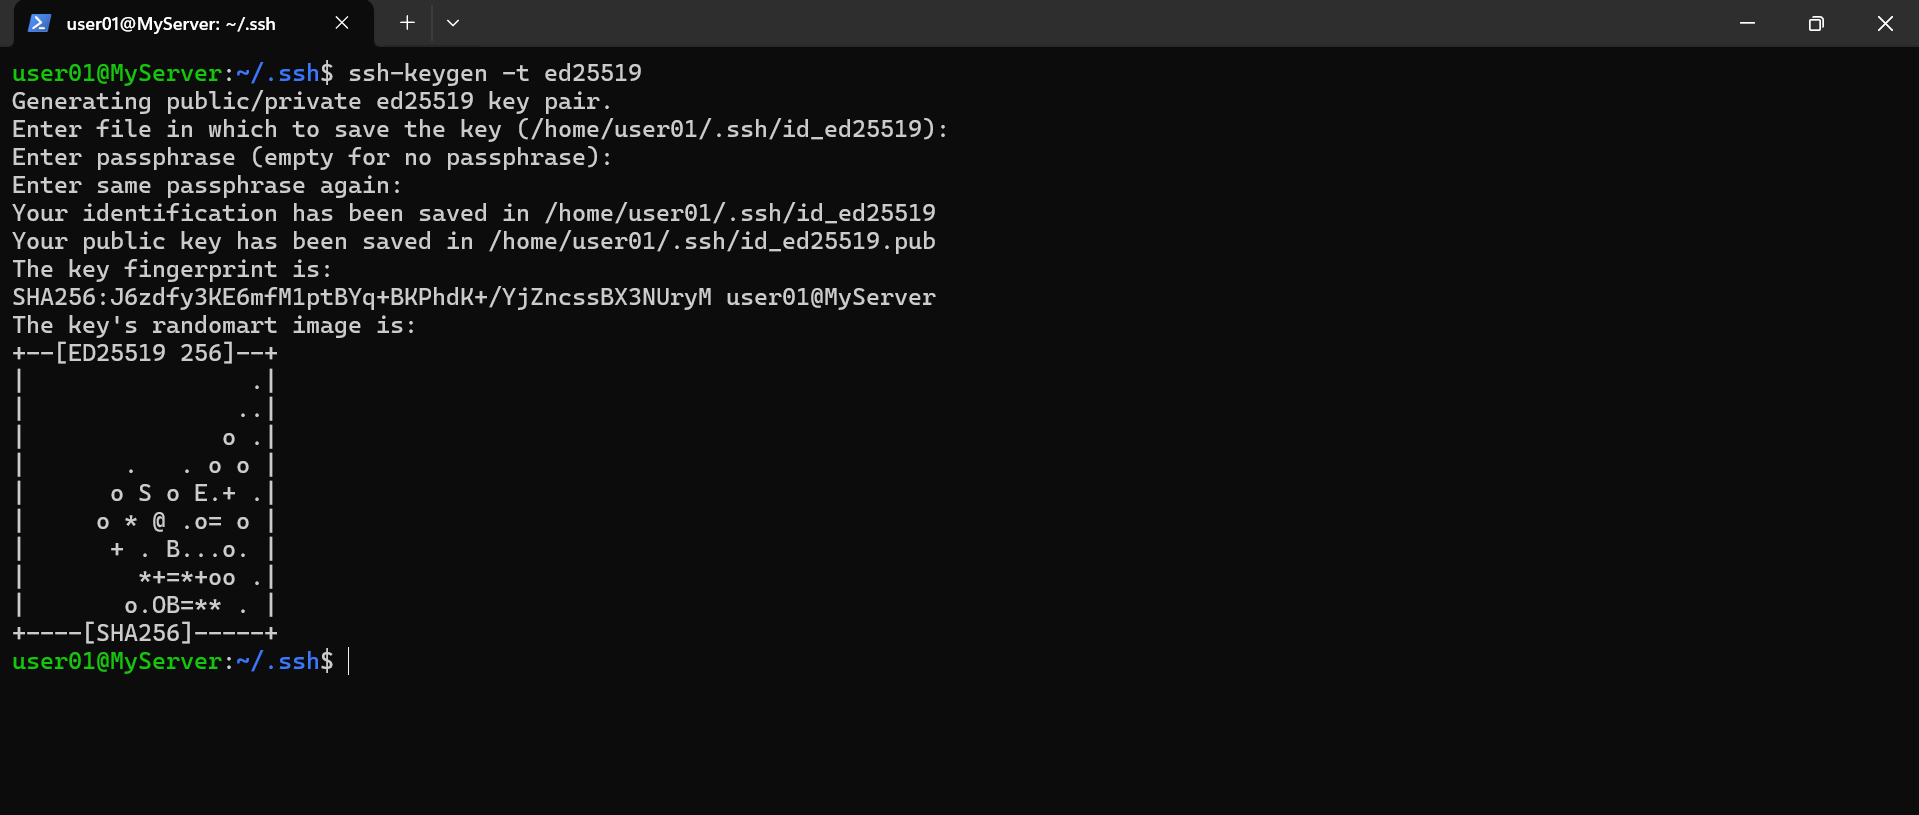 user01@MyServer: ~/.ssh
user01@MyServer:~/.ssh$ ssh-keygen -t ed25519
Generating public/private ed25519 key pair.
Enter file in which to save the key (/home/user01/.ssh/id_ed25519):
Enter passphrase (empty for no passphrase):
Enter same passphrase again:
Your identification has been saved in /home/user01/.ssh/id_ed25519
Your public key has been saved in /home/user01/.ssh/id_ed25519.pub
The key fingerprint is:
SHA256:J6zdfy3KE6mfM1ptBYq+BKPhdK+/YjZncssBX3NUryM user01@MyServer
The key's randomart image is:
+--[ED25519 256]--+
|                .|
|               ..|
|              o .|
|       .   . o o |
|      o S o E.+ .|
|     o * @ .o= o |
|      + . B...o. |
|        *+=*+oo .|
|       o.OB=** . |
+----[SHA256]-----+
user01@MyServer:~/.ssh$